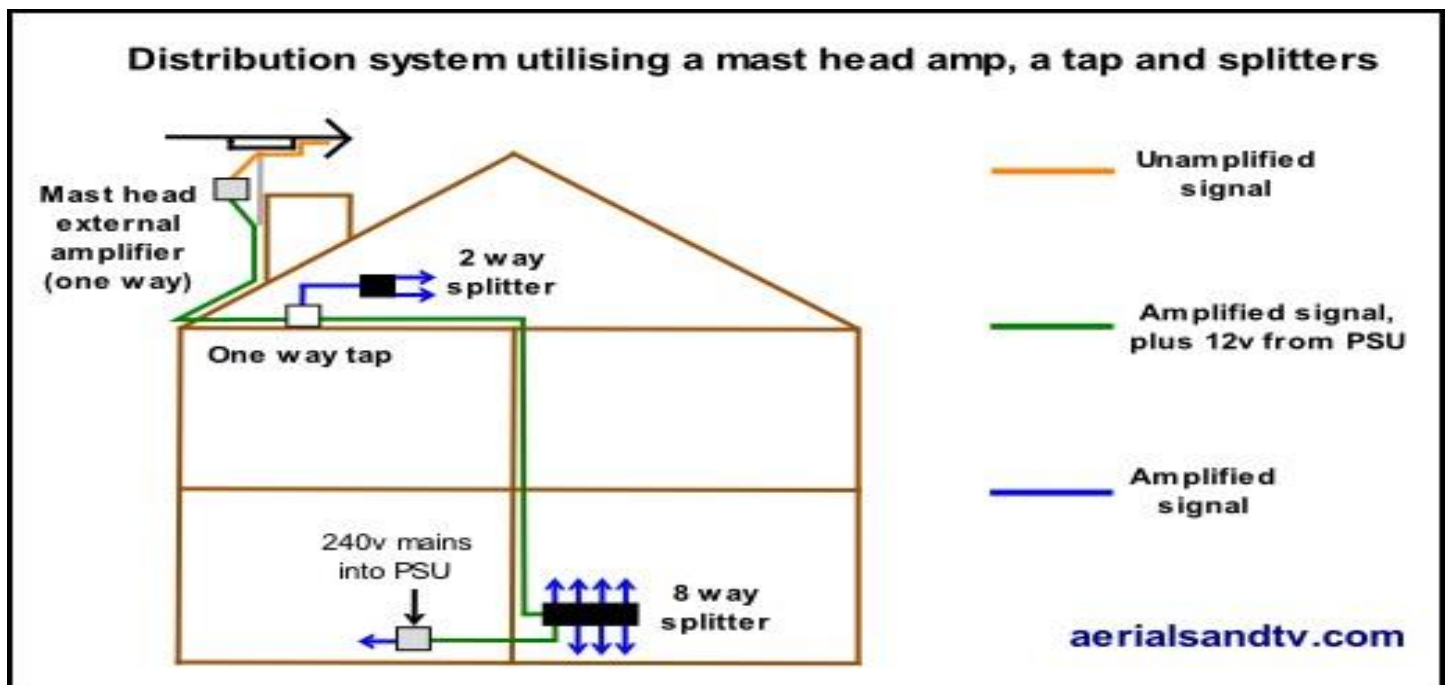 Distribution system utilising a mast head amp, a tap and splitters
Mast head
external
amplifier
(one way)
2 way
splitter
One way tap
240v mains
into PSU
8 way
splitter
Unamplified
signal
Amplified signal,
plus 12v from PSU
Amplified
signal
aerialsandtv.com